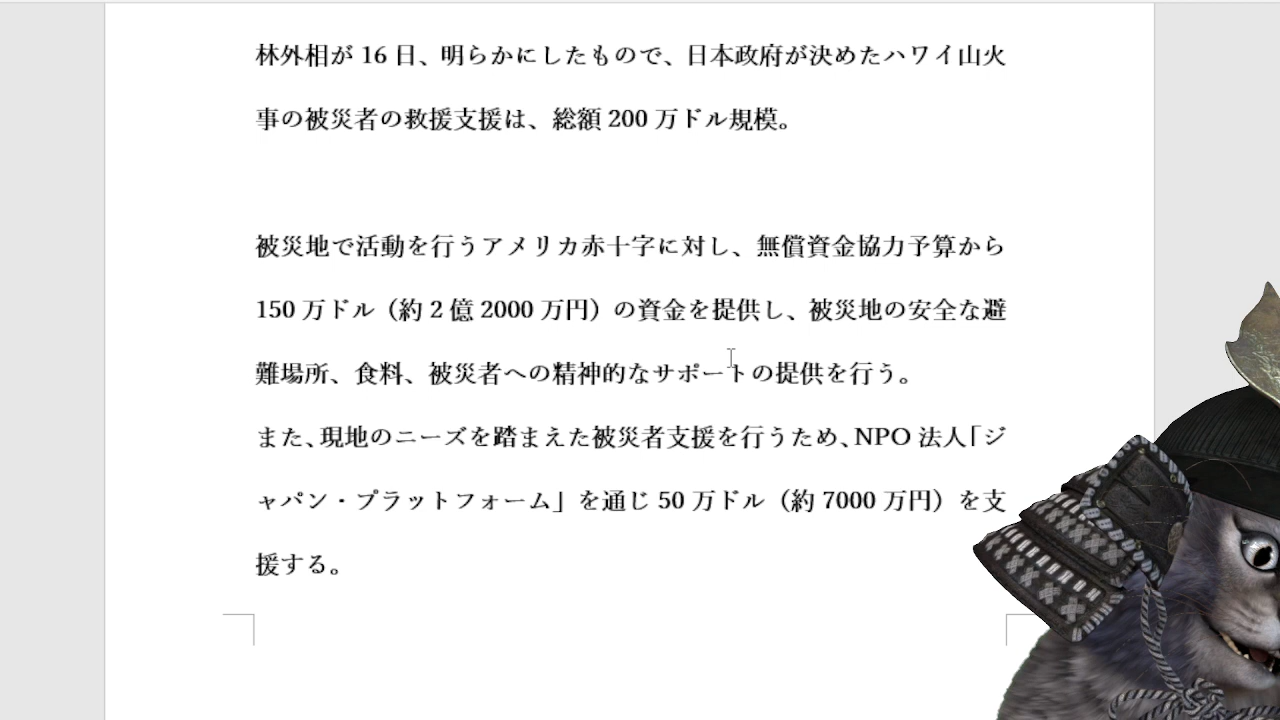 林外相が 16 日、明らかにしたもので、日本政府が決めたハワイ山火
事の被災者の救援支援は、総額 200 万ドル規模。
被災地で活動を行うアメリカ赤十字に対し、無償資金協力予算から
150 万ドル（約 2 億 2000 万円）の資金を提供し、被災地の安全な避
難場所、食料、被災者への精神的なサポートの提供を行う。
また、現地のニーズを踏まえた被災者支援を行うため、NPO 法人「ジ
ャパン・プラットフォーム」を通じ 50 万ドル（約 7000 万円）を支
援する。